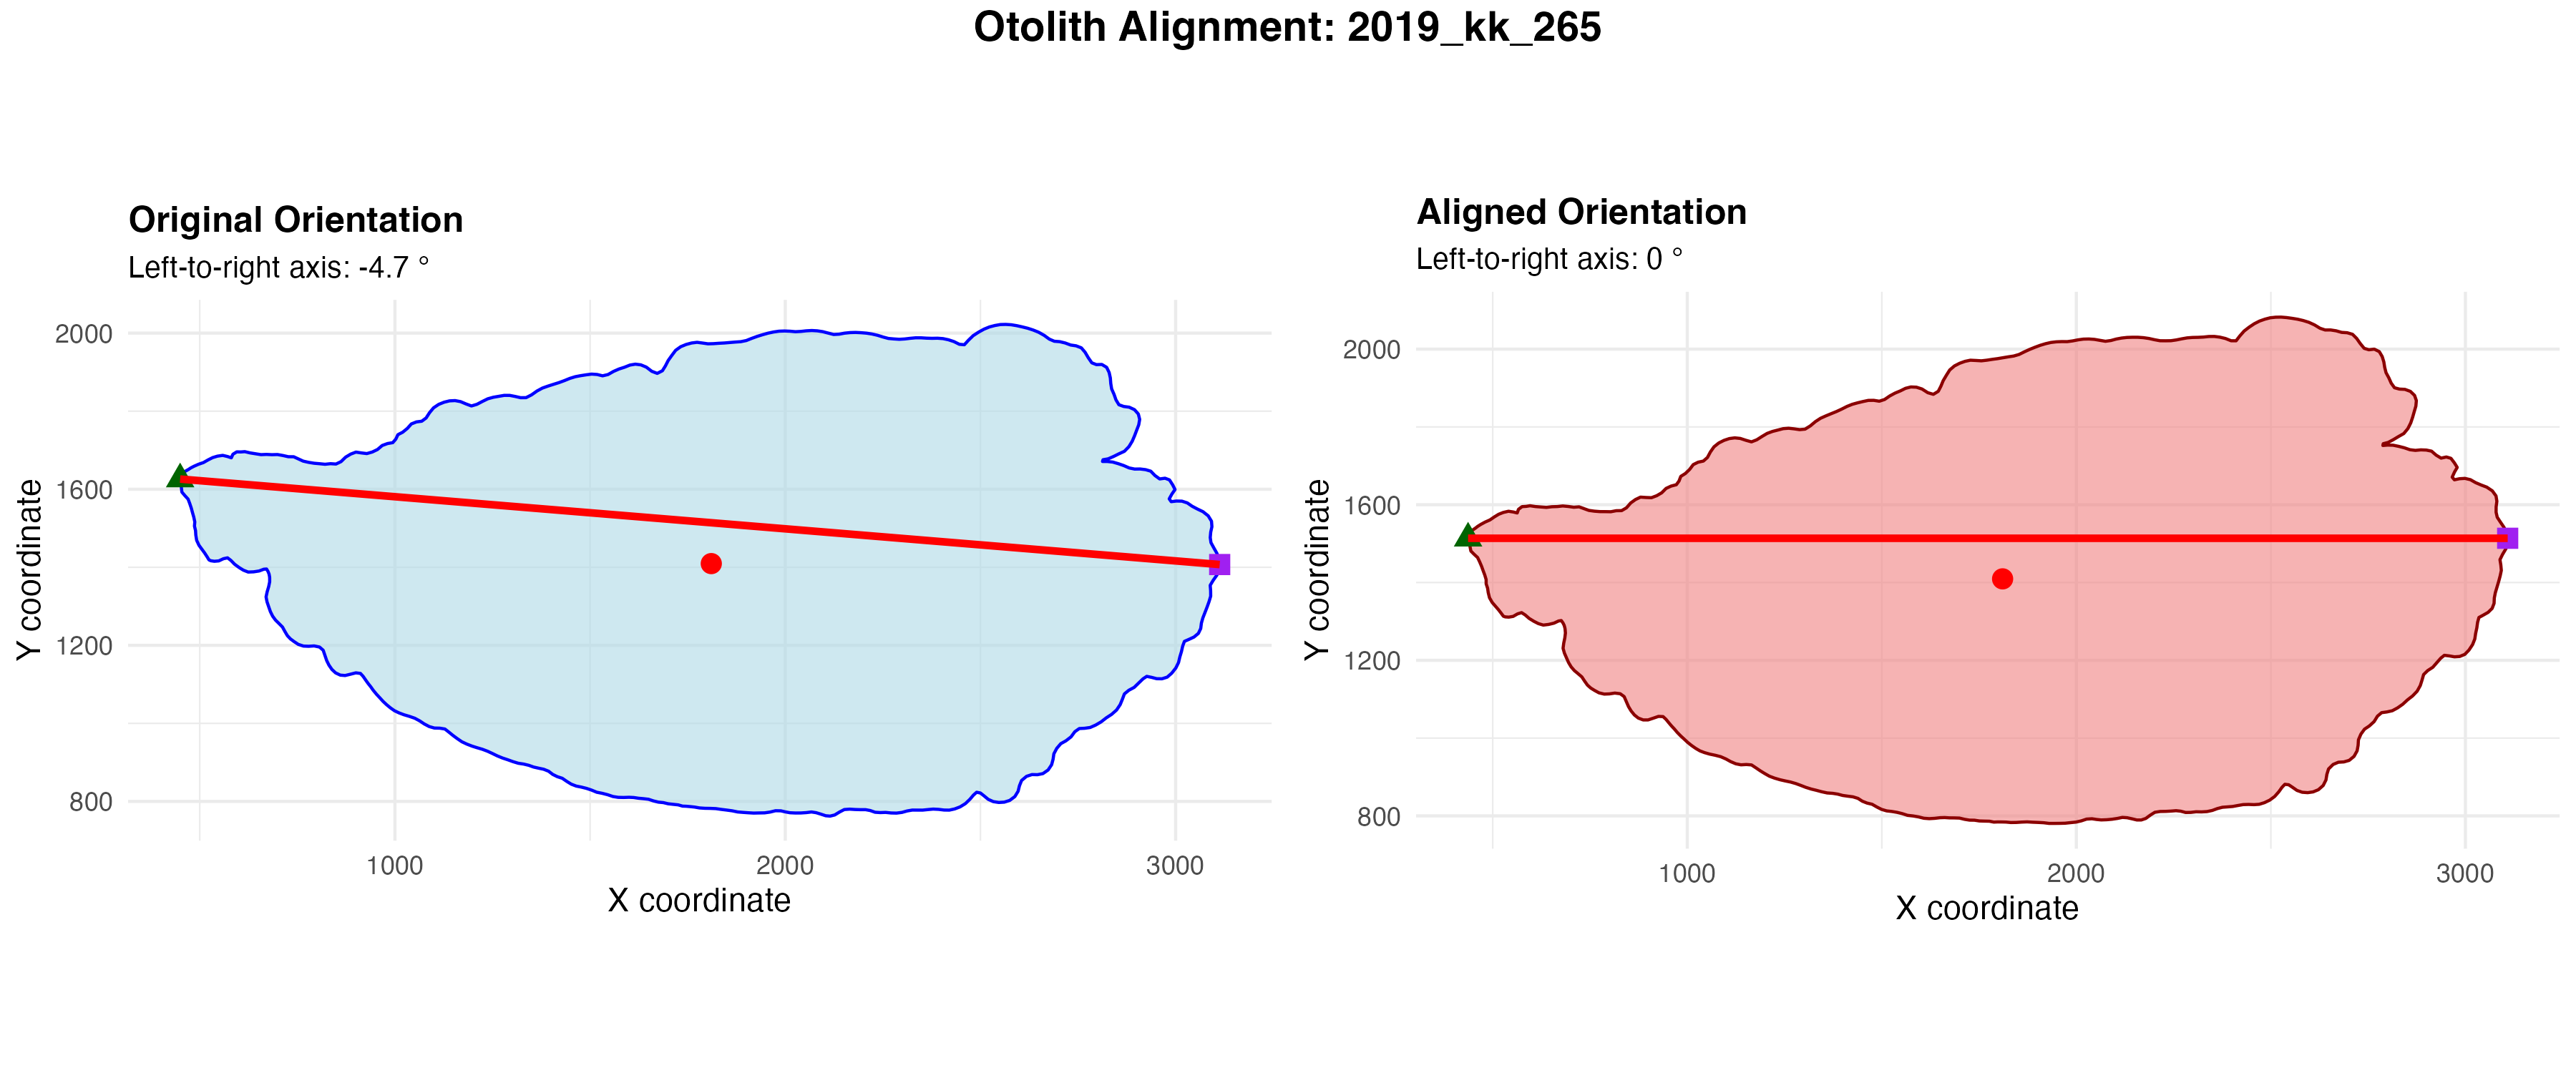 Otolith Alignment: 2019_kk_265
Original Orientation
Left-to-right axis: -4.7 °
2000
1600
1200
800
Y coordinate
1000 2000 3000
X coordinate
Aligned Orientation
Left-to-right axis: 0 °
2000
1600
1200
800
Y coordinate
1000 2000 3000
X coordinate